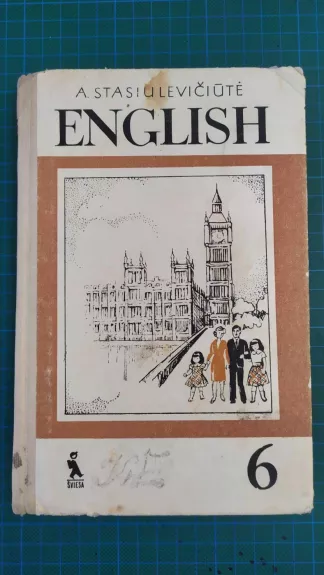 A. STASIULEVIČIŪTĖ
ENGLISH
6
ŠVIESA